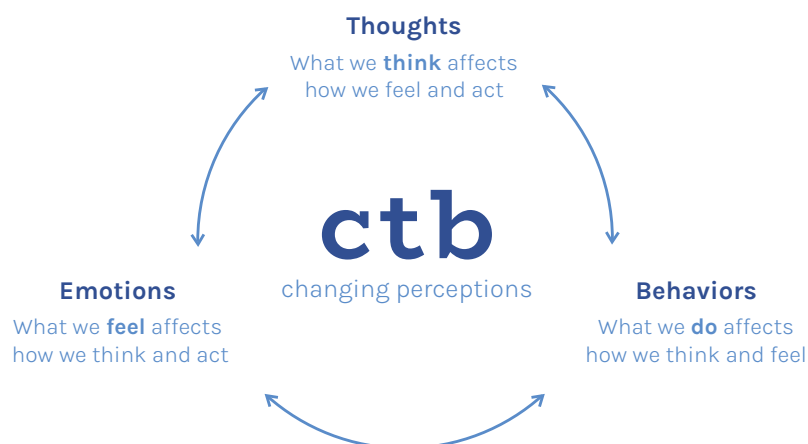 Thoughts
What we think affects
how we feel and act
ctb
changing perceptions
Emotions
What we feel affects
how we think and act
Behaviors
What we do affects
how we think and feel